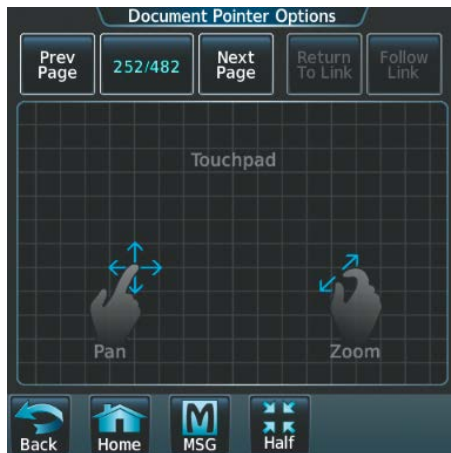 Document Pointer Options
Prev
Page
252/482
Next
Page
Return
To Link
Follow
Link
Touchpad
Pan
Zoom
Back
Home
M
MSG
Half